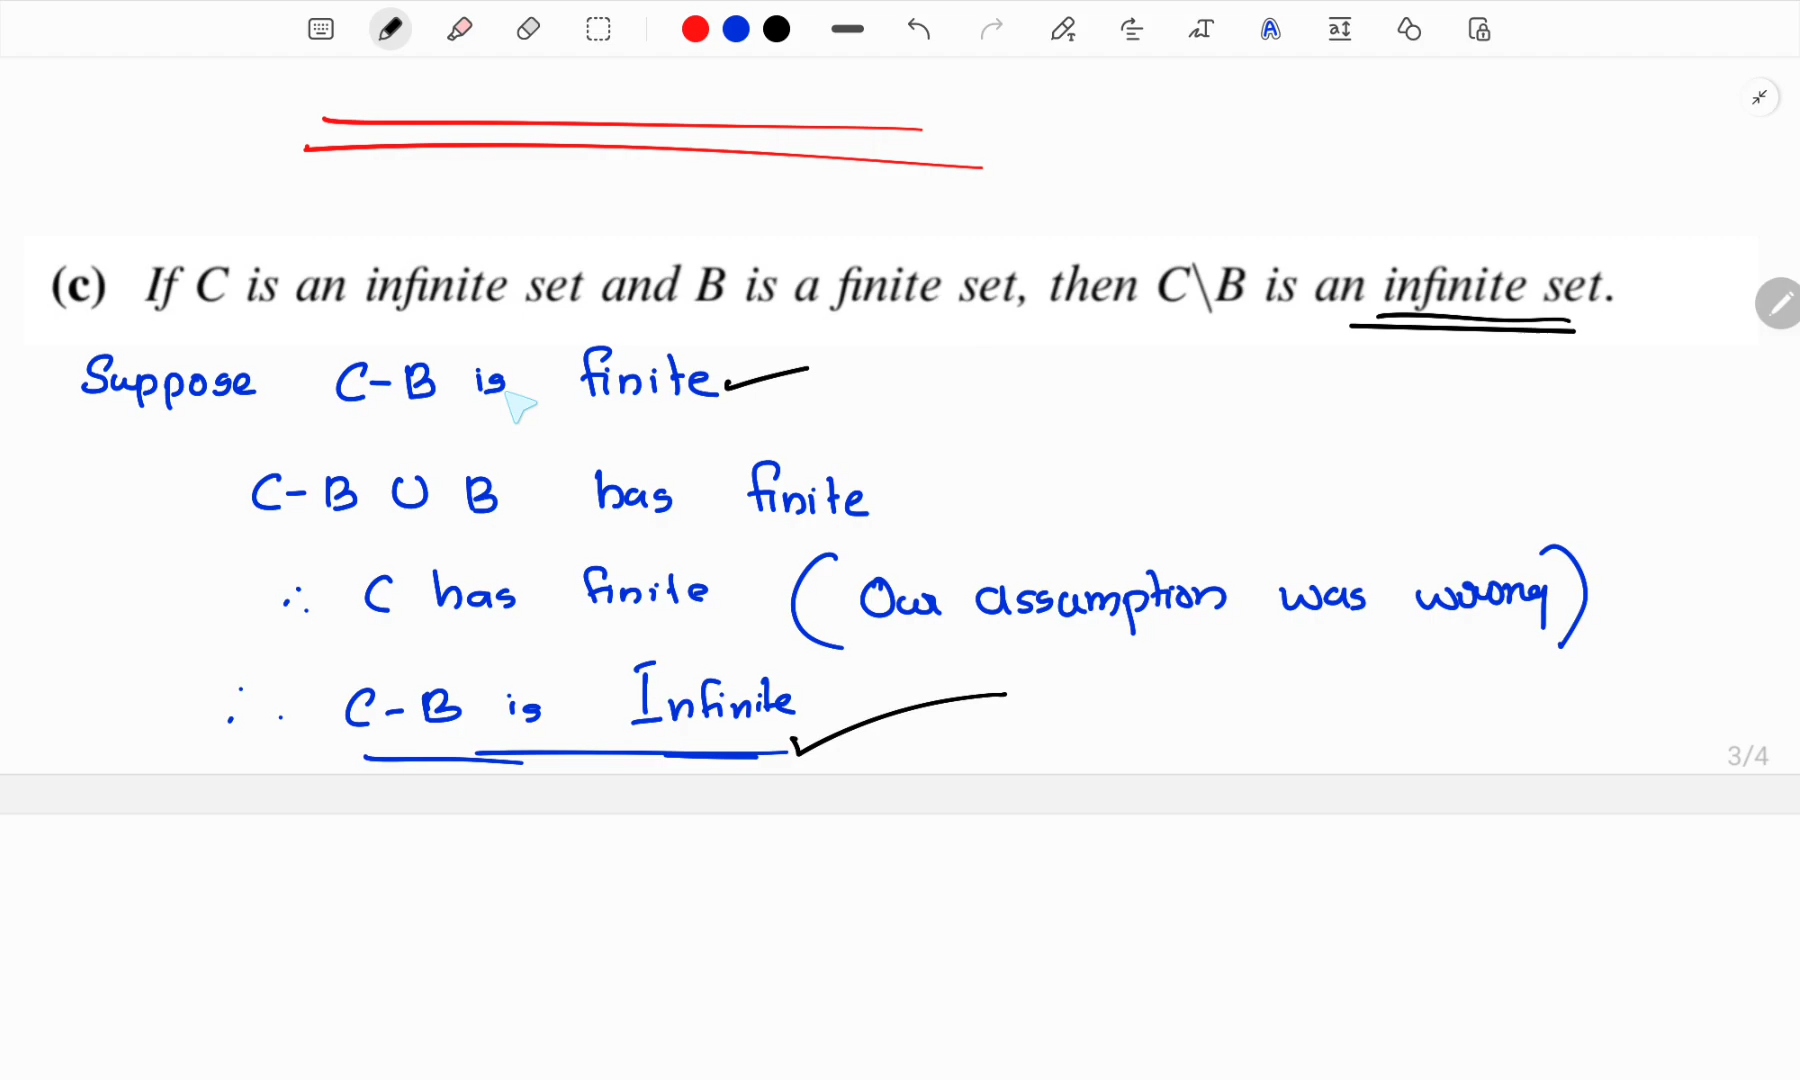 (c) If C is an infinite set and B is a finite set, then C\B is an infinite set.
Suppose C-B is finite
C-B ∪ B has finite
∴ C has finite (Our assumption was wrong)
∴ C-B is Infinite
3/4